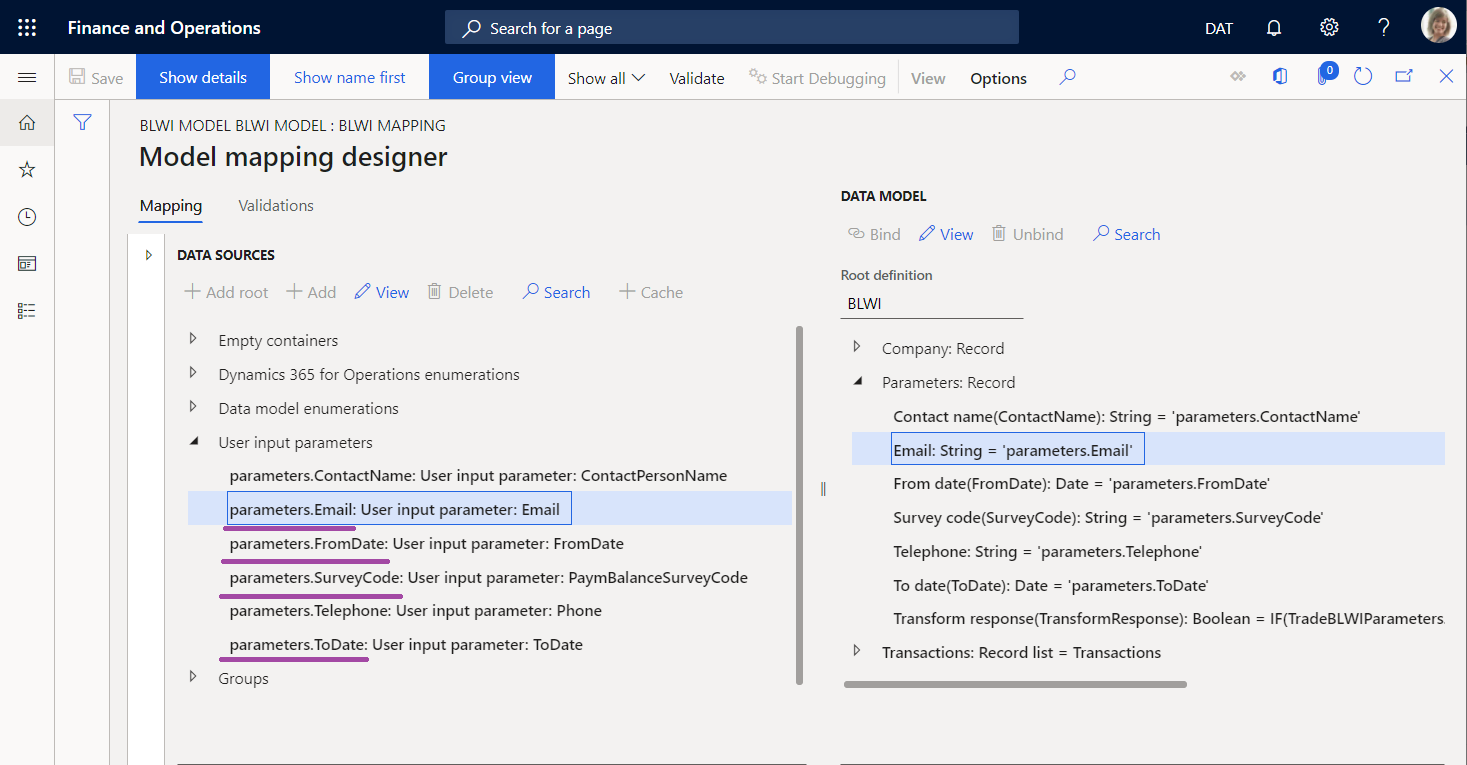 Finance and Operations
Search for a page
DAT
?
Save
Show details
Show name first
Group view
Show all
Validate
Start Debugging
View
Options
0
BLWI MODEL BLWI MODEL : BLWI MAPPING
Model mapping designer
Mapping
Validations
DATA SOURCES
Add root
Add
View
Delete
Search
Cache
Empty containers
Dynamics 365 for Operations enumerations
Data model enumerations
User input parameters
parameters.ContactName: User input parameter: ContactPersonName
parameters.Email: User input parameter: Email
parameters.FromDate: User input parameter: FromDate
parameters.SurveyCode: User input parameter: PaymBalanceSurveyCode
parameters.Telephone: User input parameter: Phone
parameters.ToDate: User input parameter: ToDate
Groups
DATA MODEL
Bind
View
Unbind
Search
Root definition
BLWI
Company: Record
Parameters: Record
Contact name(ContactName): String = 'parameters.ContactName'
Email: String = 'parameters.Email'
From date(FromDate): Date = 'parameters.FromDate'
Survey code(SurveyCode): String = 'parameters.SurveyCode'
Telephone: String = 'parameters.Telephone'
To date(ToDate): Date = 'parameters.ToDate'
Transform response(TransformResponse): Boolean = IF(TradeBLWIParameters.
Transactions: Record list = Transactions